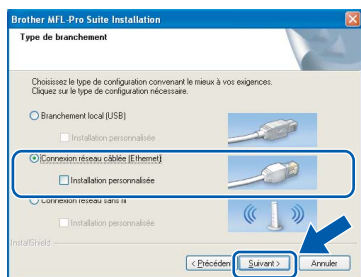 Brother MFL-Pro Suite Installation
Type de branchement
Choisissez le type de configuration convenant le mieux à vos exigences.
Cliquez sur le type de configuration nécessaire.
Branchement local (USB)
Installation personnalisée
Connexion réseau câblée (Ethernet)
Installation personnalisée
Connexion réseau sans fil
Installation personnalisée
InstallShield
< Précédent Suivant > Annuler